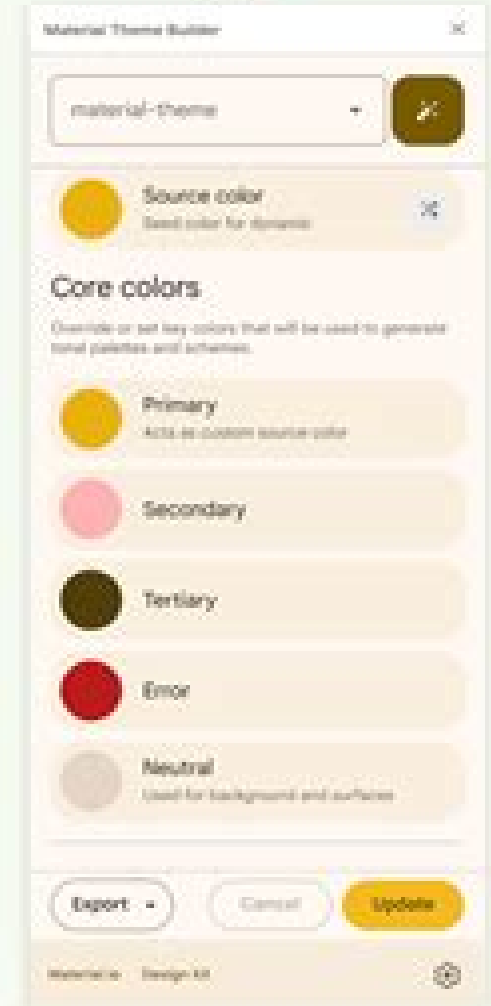 Material Theme Builder
material-theme
Source color
Seed color for dynamic
Core colors
Override or set key colors that will be used to generate
tonal palettes and schemes.
Primary
Acts as custom source color
Secondary
Tertiary
Error
Neutral
Used for background and surfaces
Export
Cancel
Update
Material.io Design Kit